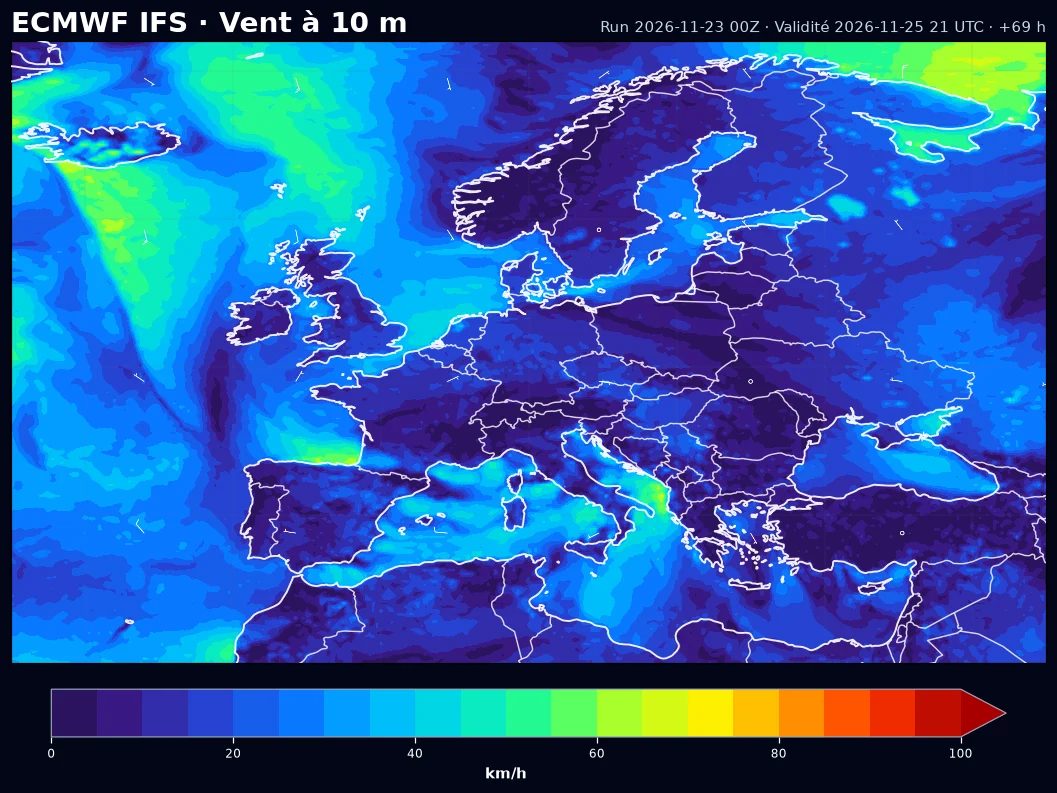 ECMWF IFS · Vent à 10 m
Run 2026-11-23 00Z · Validité 2026-11-25 21 UTC · +69 h
0 20 40 60 80 100
km/h